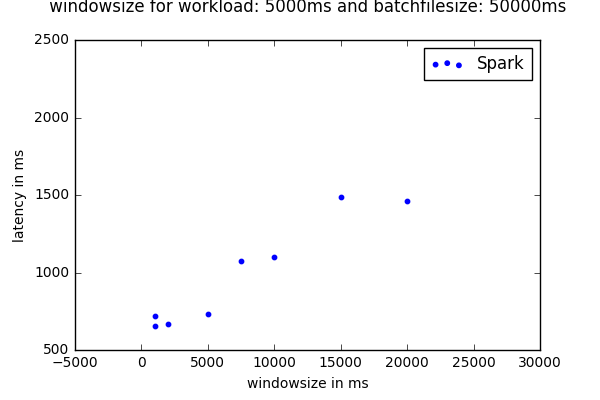 windowsize for workload: 5000ms and batchfilesize: 50000ms
2500
2000
1500
1000
500
latency in ms
Spark
−5000 0 5000 10000 15000 20000 25000 30000
windowsize in ms